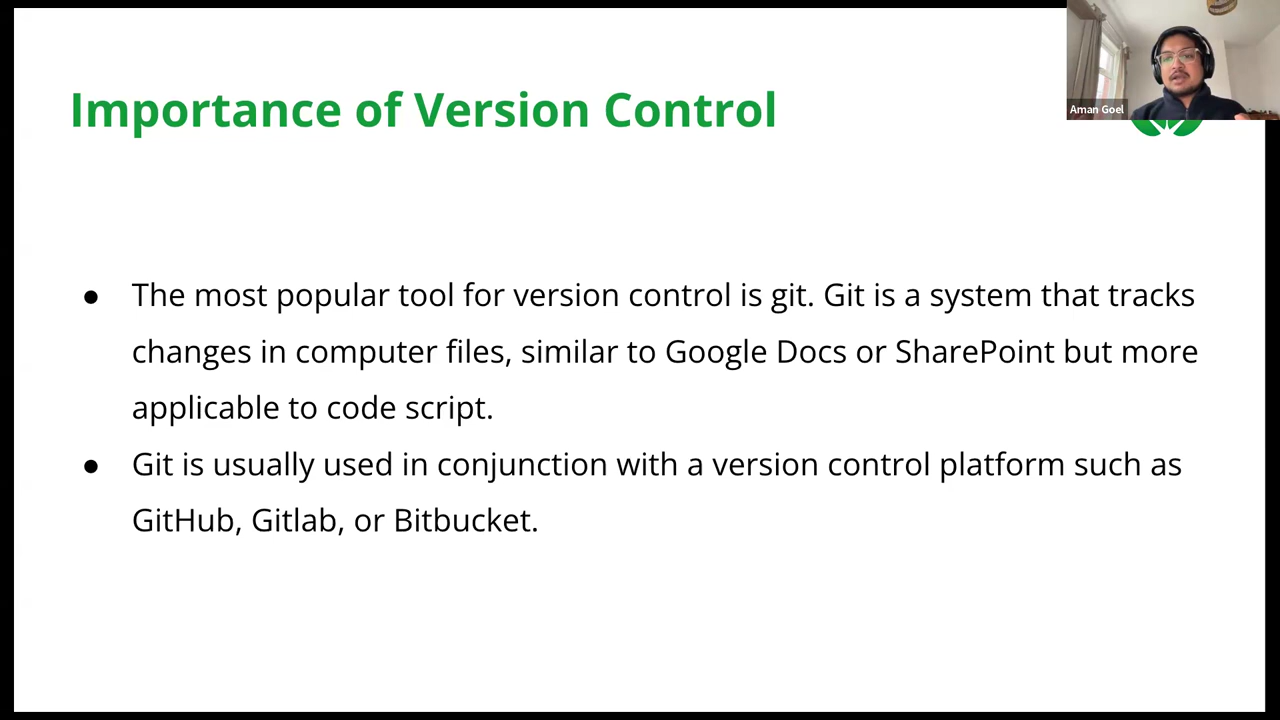 Importance of Version Control
Aman Goel
● The most popular tool for version control is git. Git is a system that tracks
changes in computer files, similar to Google Docs or SharePoint but more
applicable to code script.
● Git is usually used in conjunction with a version control platform such as
GitHub, Gitlab, or Bitbucket.